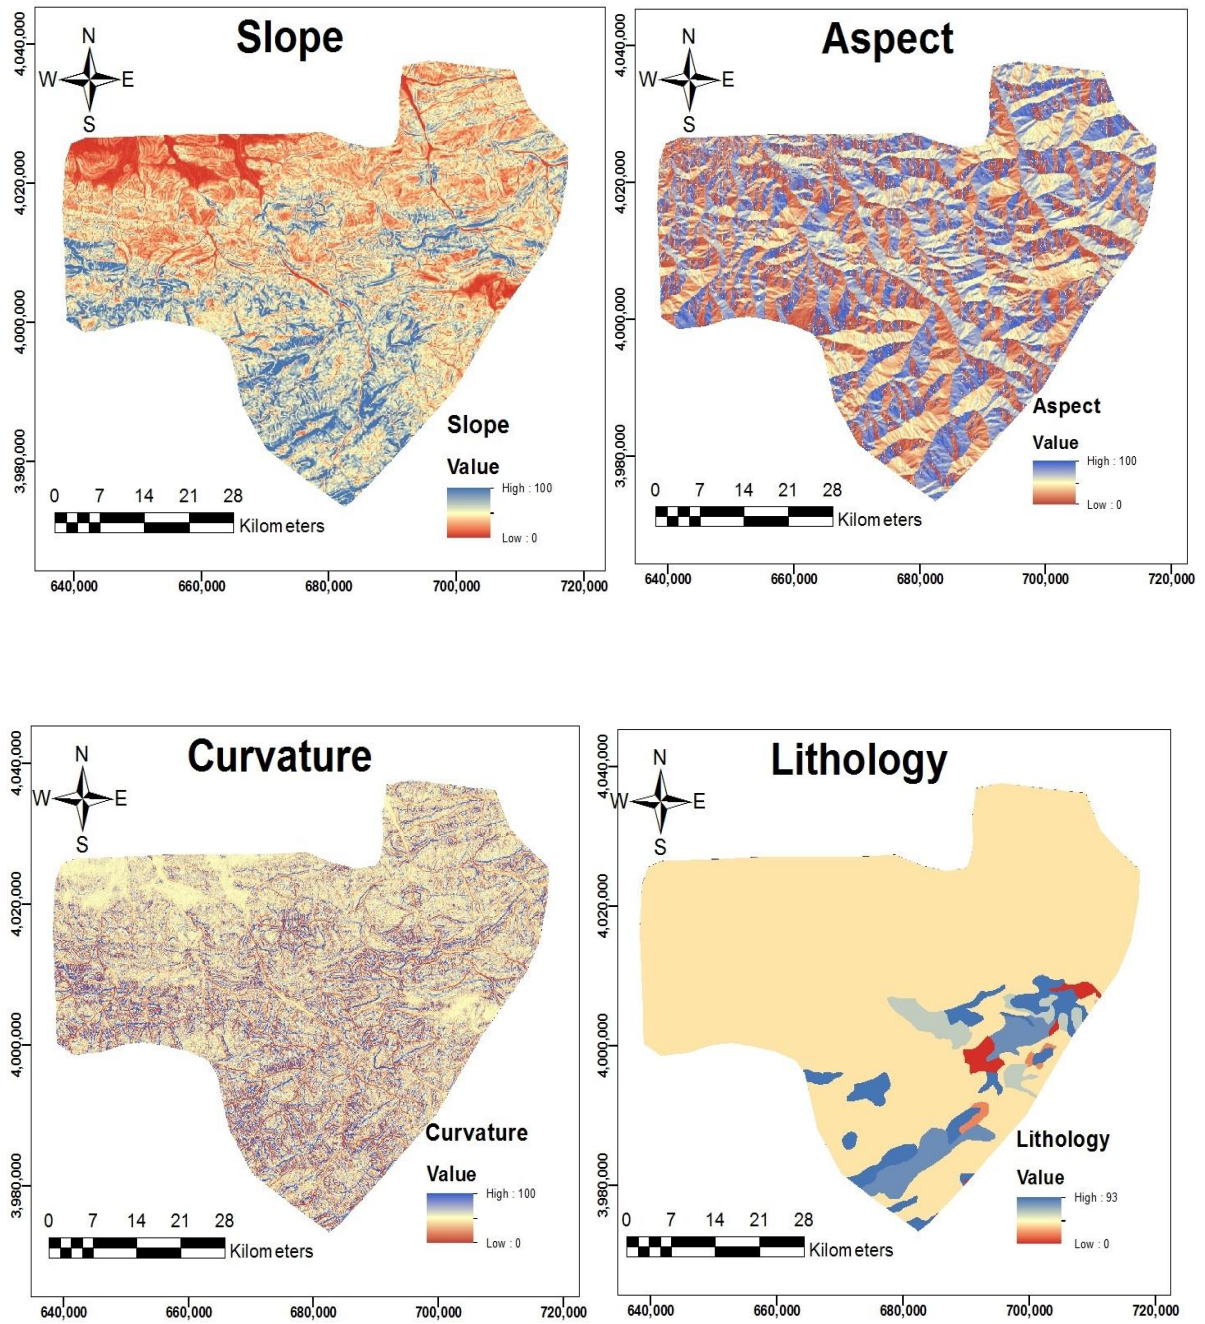 Slope
N
W E
S
4,040,000
4,020,000
4,000,000
3,980,000
Slope
Value
High : 100
Low : 0
0 7 14 21 28
Kilometers
640,000 660,000 680,000 700,000 720,000
Aspect
N
W E
S
4,040,000
4,020,000
4,000,000
3,980,000
Aspect
Value
High : 100
Low : 0
0 7 14 21 28
Kilometers
640,000 660,000 680,000 700,000 720,000
Curvature
N
W E
S
4,040,000
4,020,000
4,000,000
3,980,000
Curvature
Value
High : 100
Low : 0
0 7 14 21 28
Kilometers
640,000 660,000 680,000 700,000 720,000
Lithology
N
W E
S
4,040,000
4,020,000
4,000,000
3,980,000
Lithology
Value
High : 93
Low : 0
0 7 14 21 28
Kilometers
640,000 660,000 680,000 700,000 720,000